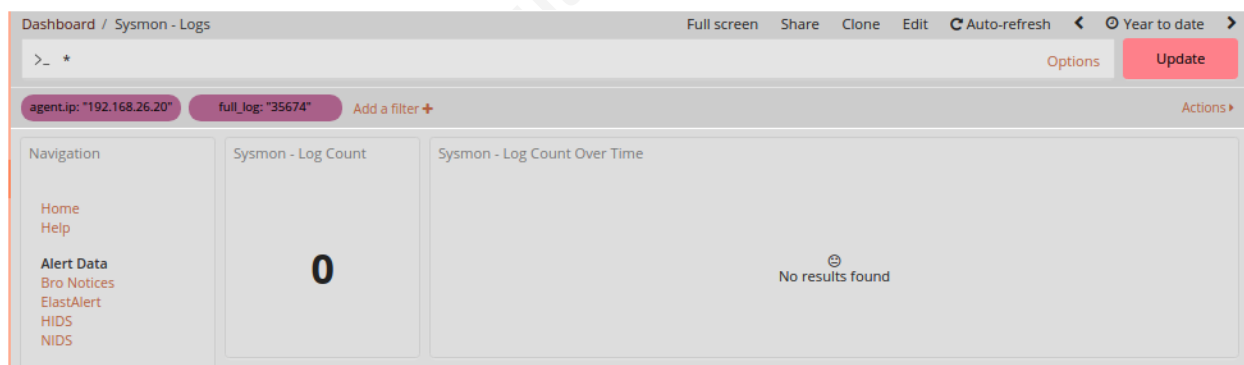 Dashboard / Sysmon - Logs
Full screen Share Clone Edit Auto-refresh Year to date
>_ *
Options Update
agent.ip: "192.168.26.20" full_log: "35674" Add a filter +
Actions
Navigation
Home
Help
Alert Data
Bro Notices
ElastAlert
HIDS
NIDS
Sysmon - Log Count
0
Sysmon - Log Count Over Time
No results found